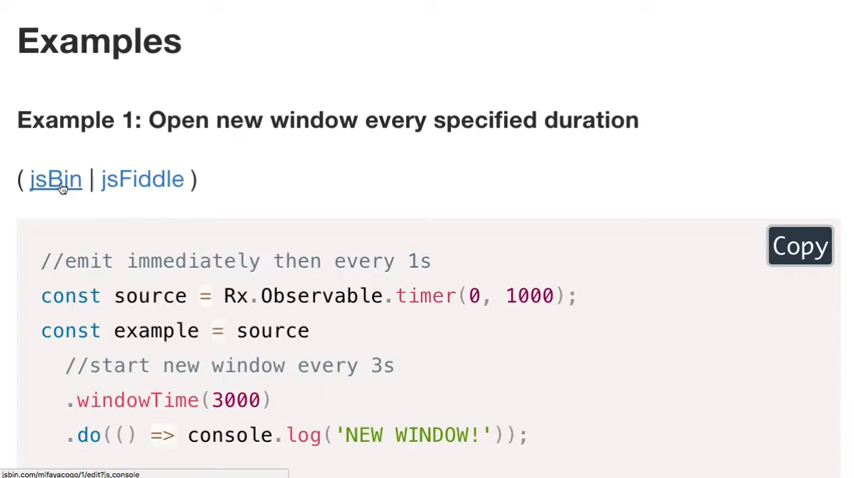 Examples
Example 1: Open new window every specified duration
( jsBin | jsFiddle )
Copy
//emit immediately then every 1s
const source = Rx.Observable.timer(0, 1000);
const example = source
//start new window every 3s
.windowTime(3000)
.do(() => console.log('NEW WINDOW!'));
jsbin.com/mifayacoqo/1/edit?js,console